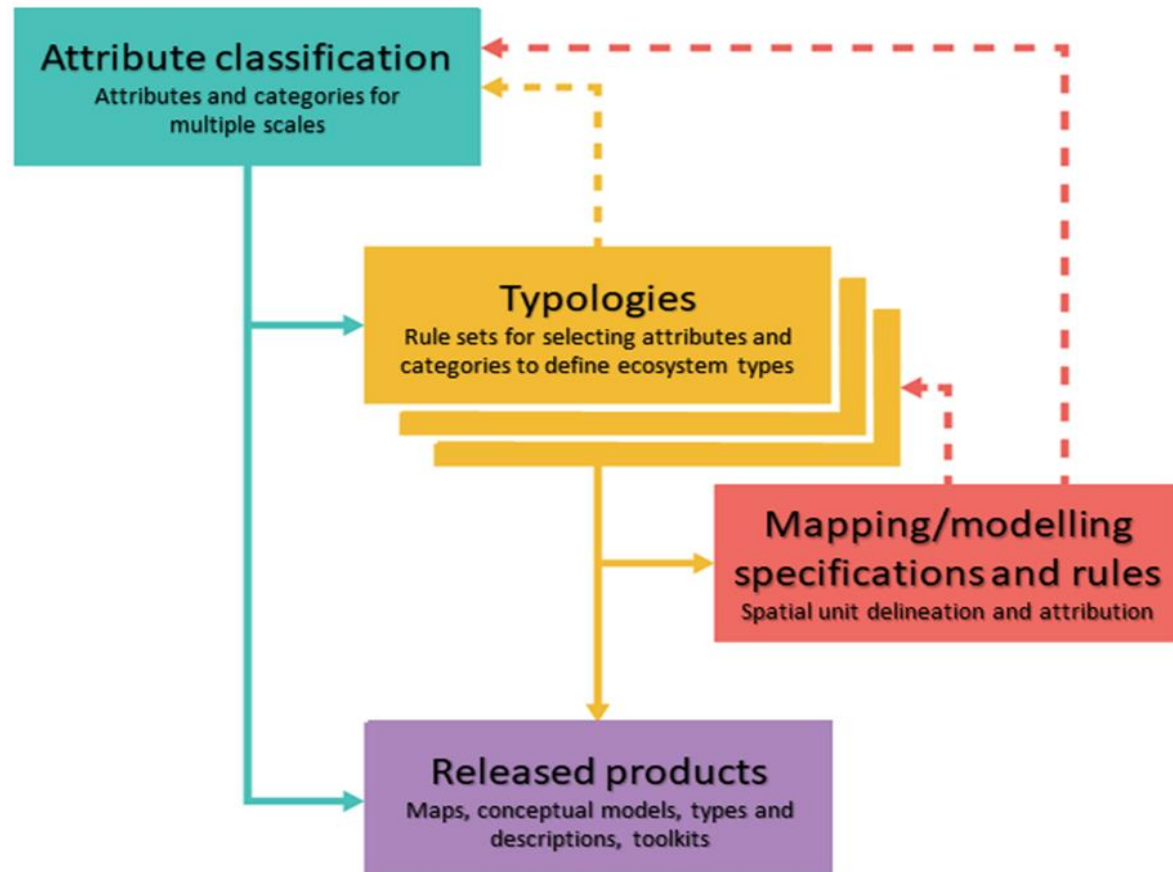 Attribute classification
Attributes and categories for
multiple scales
Typologies
Rule sets for selecting attributes and
categories to define ecosystem types
Mapping/modelling
specifications and rules
Spatial unit delineation and attribution
Released products
Maps, conceptual models, types and
descriptions, toolkits